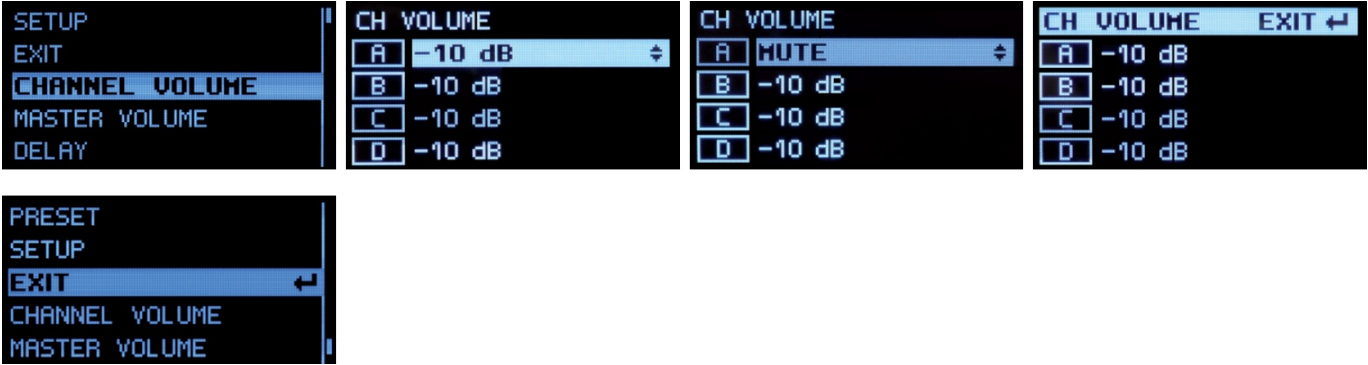 SETUP
EXIT
CHANNEL VOLUME
MASTER VOLUME
DELAY
CH VOLUME
A -10 dB
B -10 dB
C -10 dB
D -10 dB
CH VOLUME
A MUTE
B -10 dB
C -10 dB
D -10 dB
CH VOLUME EXIT ↵
A -10 dB
B -10 dB
C -10 dB
D -10 dB
PRESET
SETUP
EXIT ↵
CHANNEL VOLUME
MASTER VOLUME